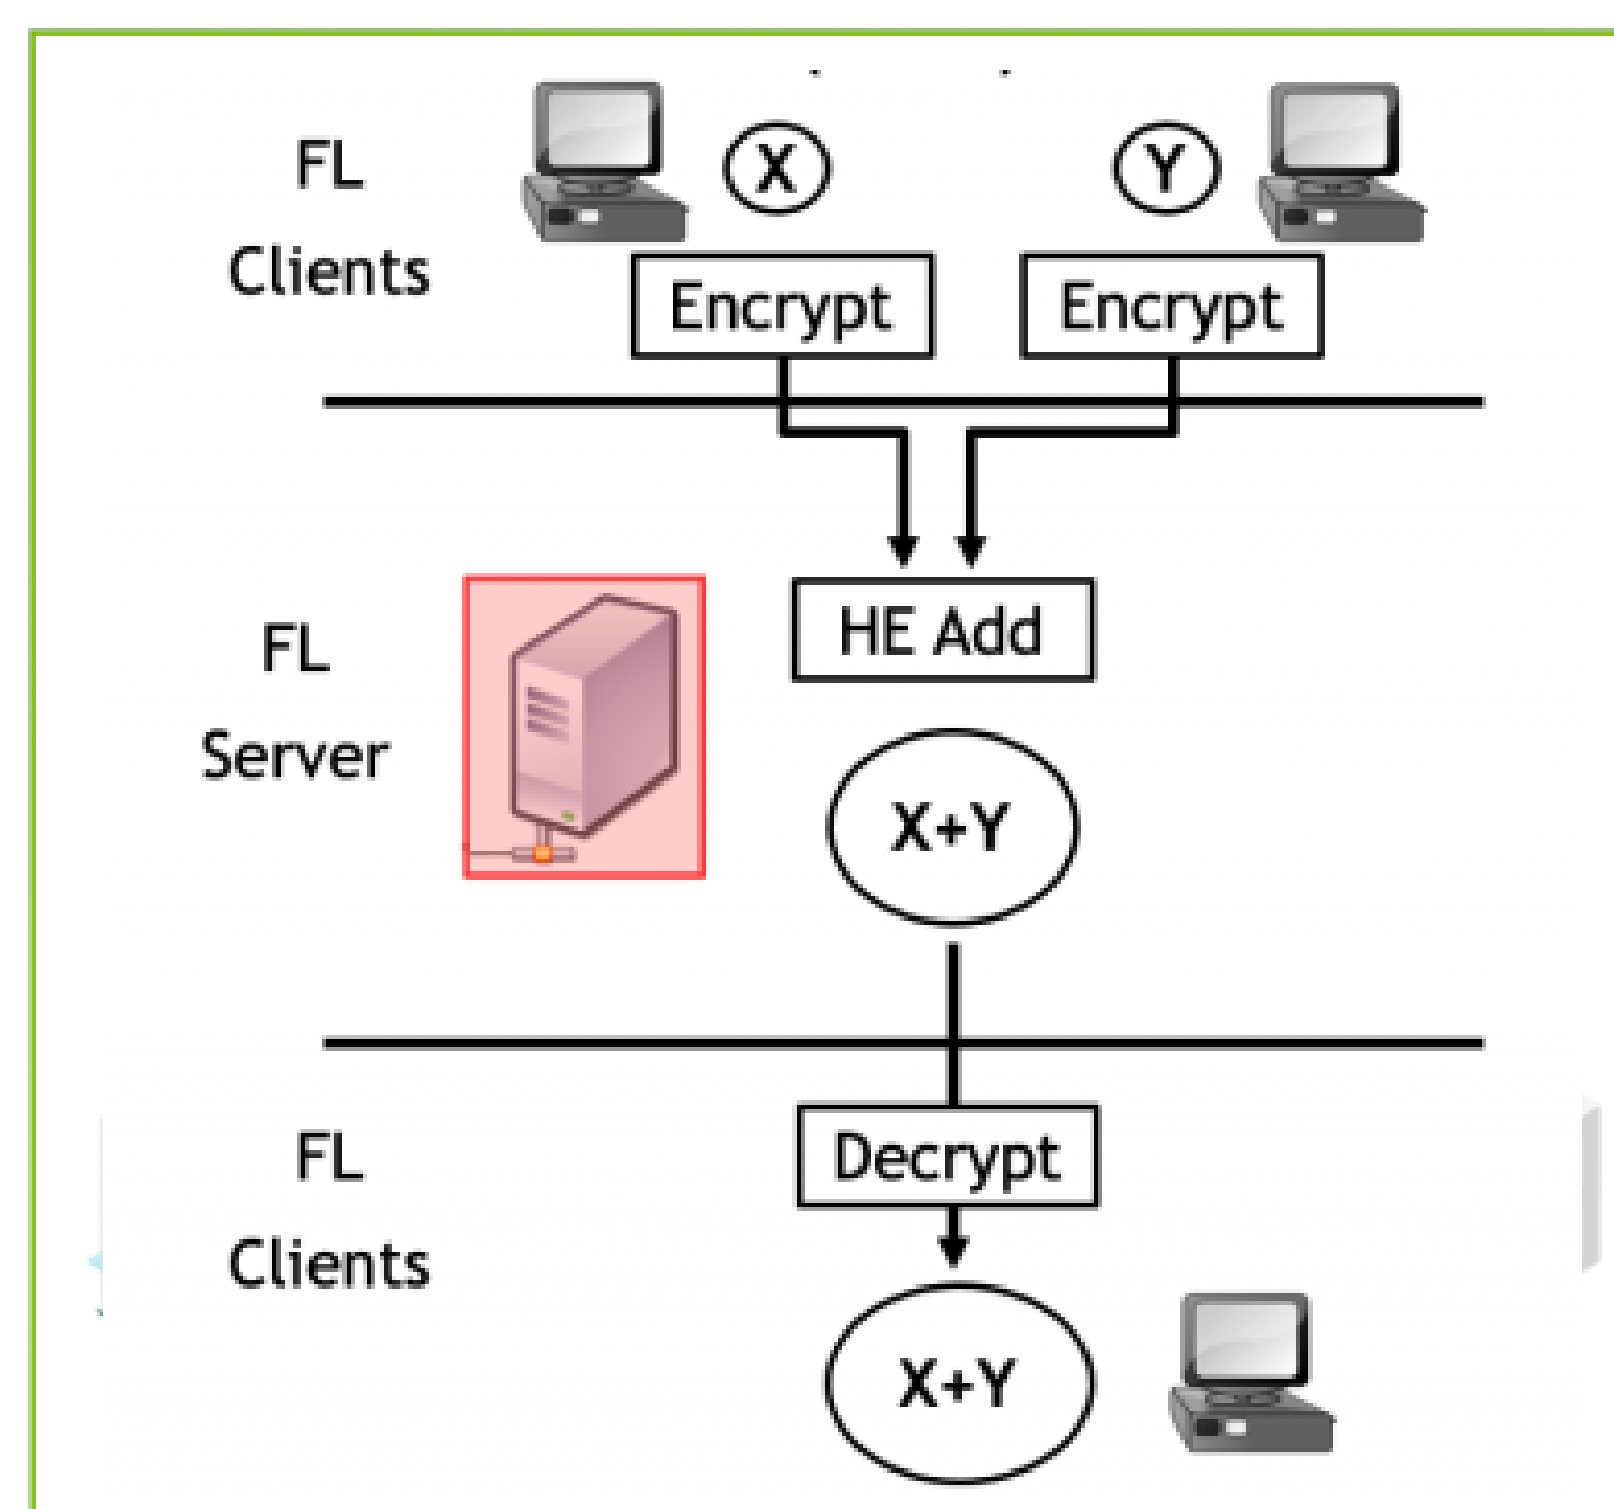 FL
Clients
X
Y
Encrypt
Encrypt
FL
Server
HE Add
X+Y
FL
Clients
Decrypt
X+Y